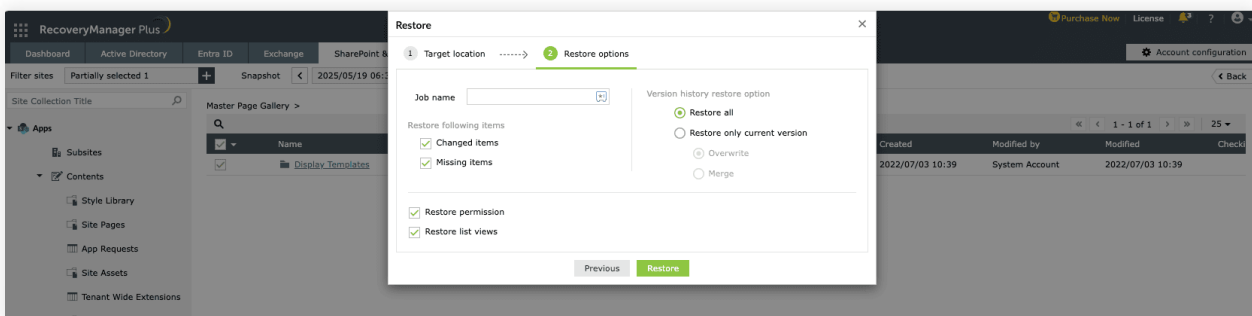 RecoveryManager Plus
Purchase Now License 3 ?
Dashboard Active Directory Entra ID Exchange SharePoint &
Account configuration
Filter sites Partially selected 1 + Snapshot 2025/05/19 06:3
Back
Site Collection Title
Master Page Gallery >
Apps
Subsites
Contents
Style Library
Site Pages
App Requests
Site Assets
Tenant Wide Extensions
1 - 1 of 1 25
Name Created Modified by Modified Checki
Display Templates 2022/07/03 10:39 System Account 2022/07/03 10:39
Restore
1 Target location 2 Restore options
Job name
Restore following items
Changed items
Missing items
Version history restore option
Restore all
Restore only current version
Overwrite
Merge
Restore permission
Restore list views
Previous Restore